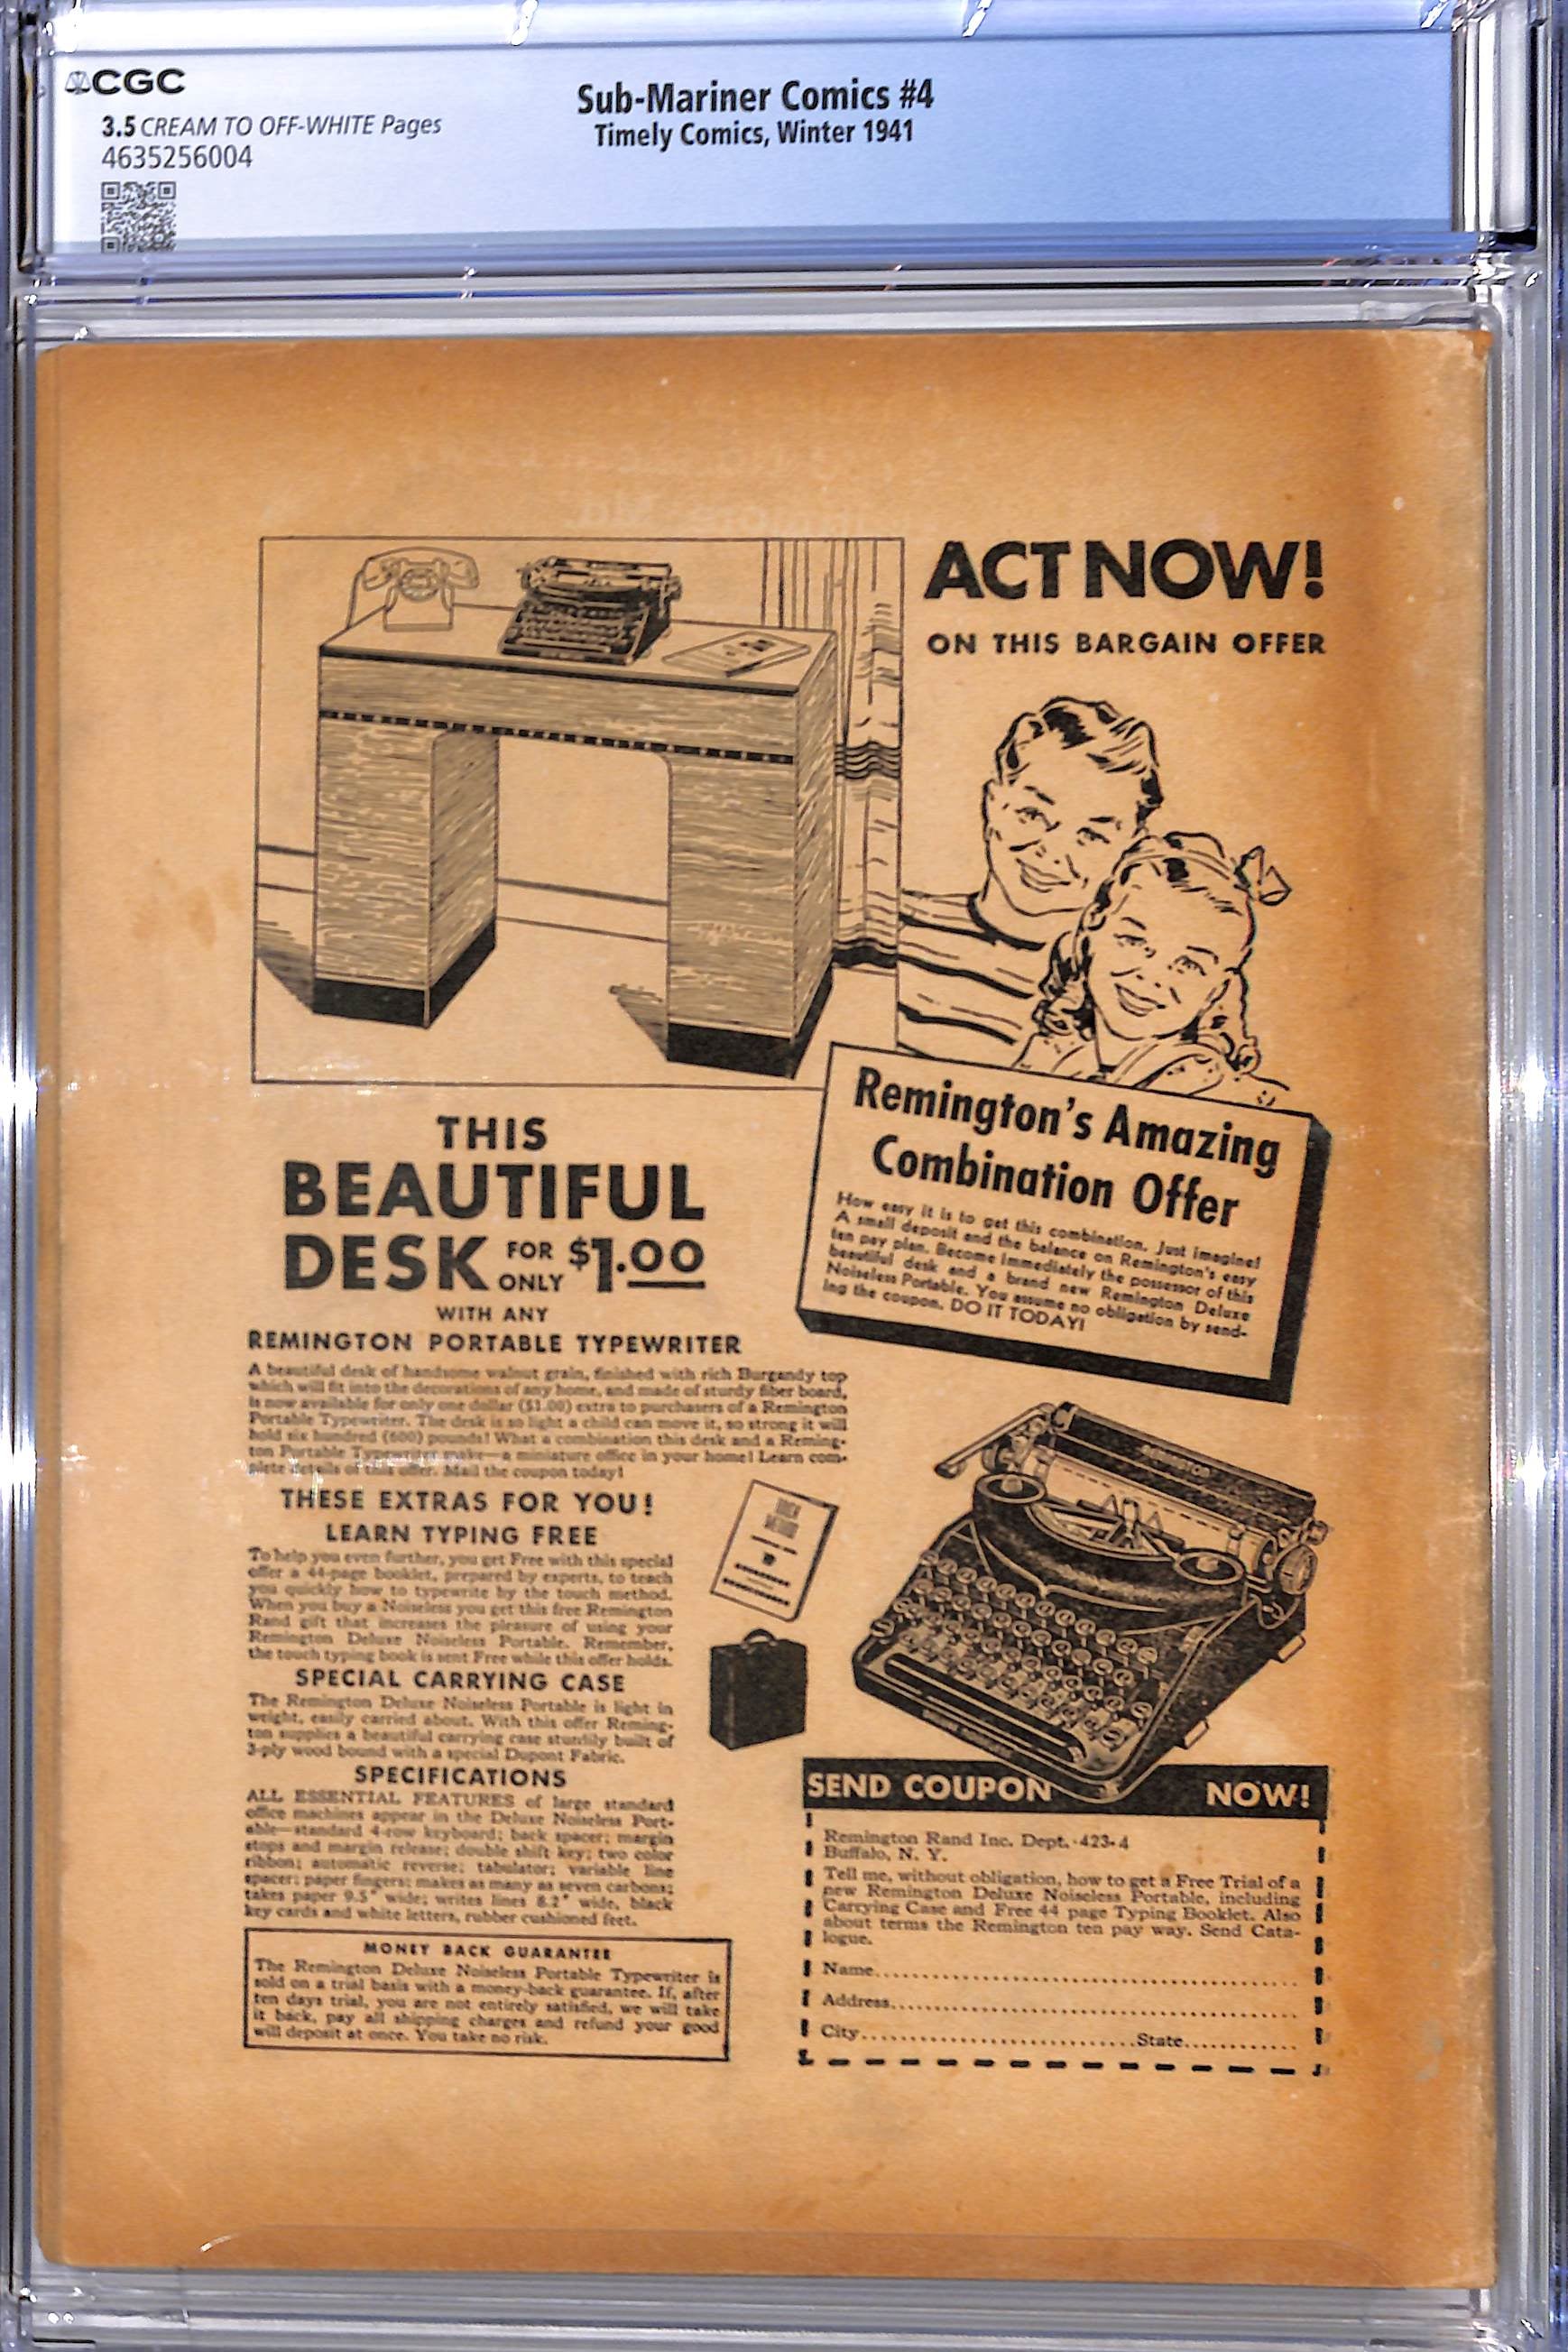 CGC
3.5 CREAM TO OFF-WHITE Pages
4635256004
Sub-Mariner Comics #4
Timely Comics, Winter 1941
ACT NOW!
ON THIS BARGAIN OFFER
Remington's Amazing
Combination Offer
How easy it is to get this combination. Just imagine!
A small deposit and the balance on Remington's easy
ten pay plan. Become immediately the possessor of this
beautiful desk and a brand new Remington Deluxe
Noiseless Portable. You assume no obligation by send-
ing the coupon. DO IT TODAY!
THIS
BEAUTIFUL
DESK FOR ONLY $1.00
WITH ANY
REMINGTON PORTABLE TYPEWRITER
A beautiful desk of handsome walnut grain, finished with rich Burgandy top
which will fit into the decorations of any home, and made of sturdy fiber board,
is now available for only one dollar ($1.00) extra to purchasers of a Remington
Portable Typewriter. The desk is so light a child can move it, so strong it will
hold six hundred (600) pounds! What a combination this desk and a Reming-
ton Portable Typewriter make—a miniature office in your home! Learn com-
plete details of this offer. Mail the coupon today!
THESE EXTRAS FOR YOU!
LEARN TYPING FREE
To help you even further, you get Free with this special
offer a 44-page booklet, prepared by experts, to teach
you quickly how to typewrite by the touch method.
When you buy a Noiseless you get this free Remington
Rand gift that increases the pleasure of using your
Remington Deluxe Noiseless Portable. Remember,
the touch typing book is sent Free while this offer holds.
SPECIAL CARRYING CASE
The Remington Deluxe Noiseless Portable is light in
weight, easily carried about. With this offer Reming-
ton supplies a beautiful carrying case sturdily built of
3-ply wood bound with a special Dupont Fabric.
SPECIFICATIONS
ALL ESSENTIAL FEATURES of large standard
office machines appear in the Deluxe Noiseless Port-
able—standard 4-row keyboard; back spacer; margin
stops and margin release; double shift key; two color
ribbon; automatic reverse; tabulator; variable line
spacer; paper fingers; makes as many as seven carbons;
takes paper 9.5" wide; writes lines 8.2" wide, black
key cards and white letters, rubber cushioned feet.
MONEY BACK GUARANTEE
The Remington Deluxe Noiseless Portable Typewriter is
sold on a trial basis with a money-back guarantee. If, after
ten days trial, you are not entirely satisfied, we will take
it back, pay all shipping charges and refund your good
will deposit at once. You take no risk.
TOUCH
METHOD
REMINGTON
SEND COUPON NOW!
Remington Rand Inc. Dept. 423-4
Buffalo, N. Y.
Tell me, without obligation, how to get a Free Trial of a
new Remington Deluxe Noiseless Portable, including
Carrying Case and Free 44 page Typing Booklet. Also
about terms the Remington ten pay way. Send Cata-
logue.
Name
Address
City State